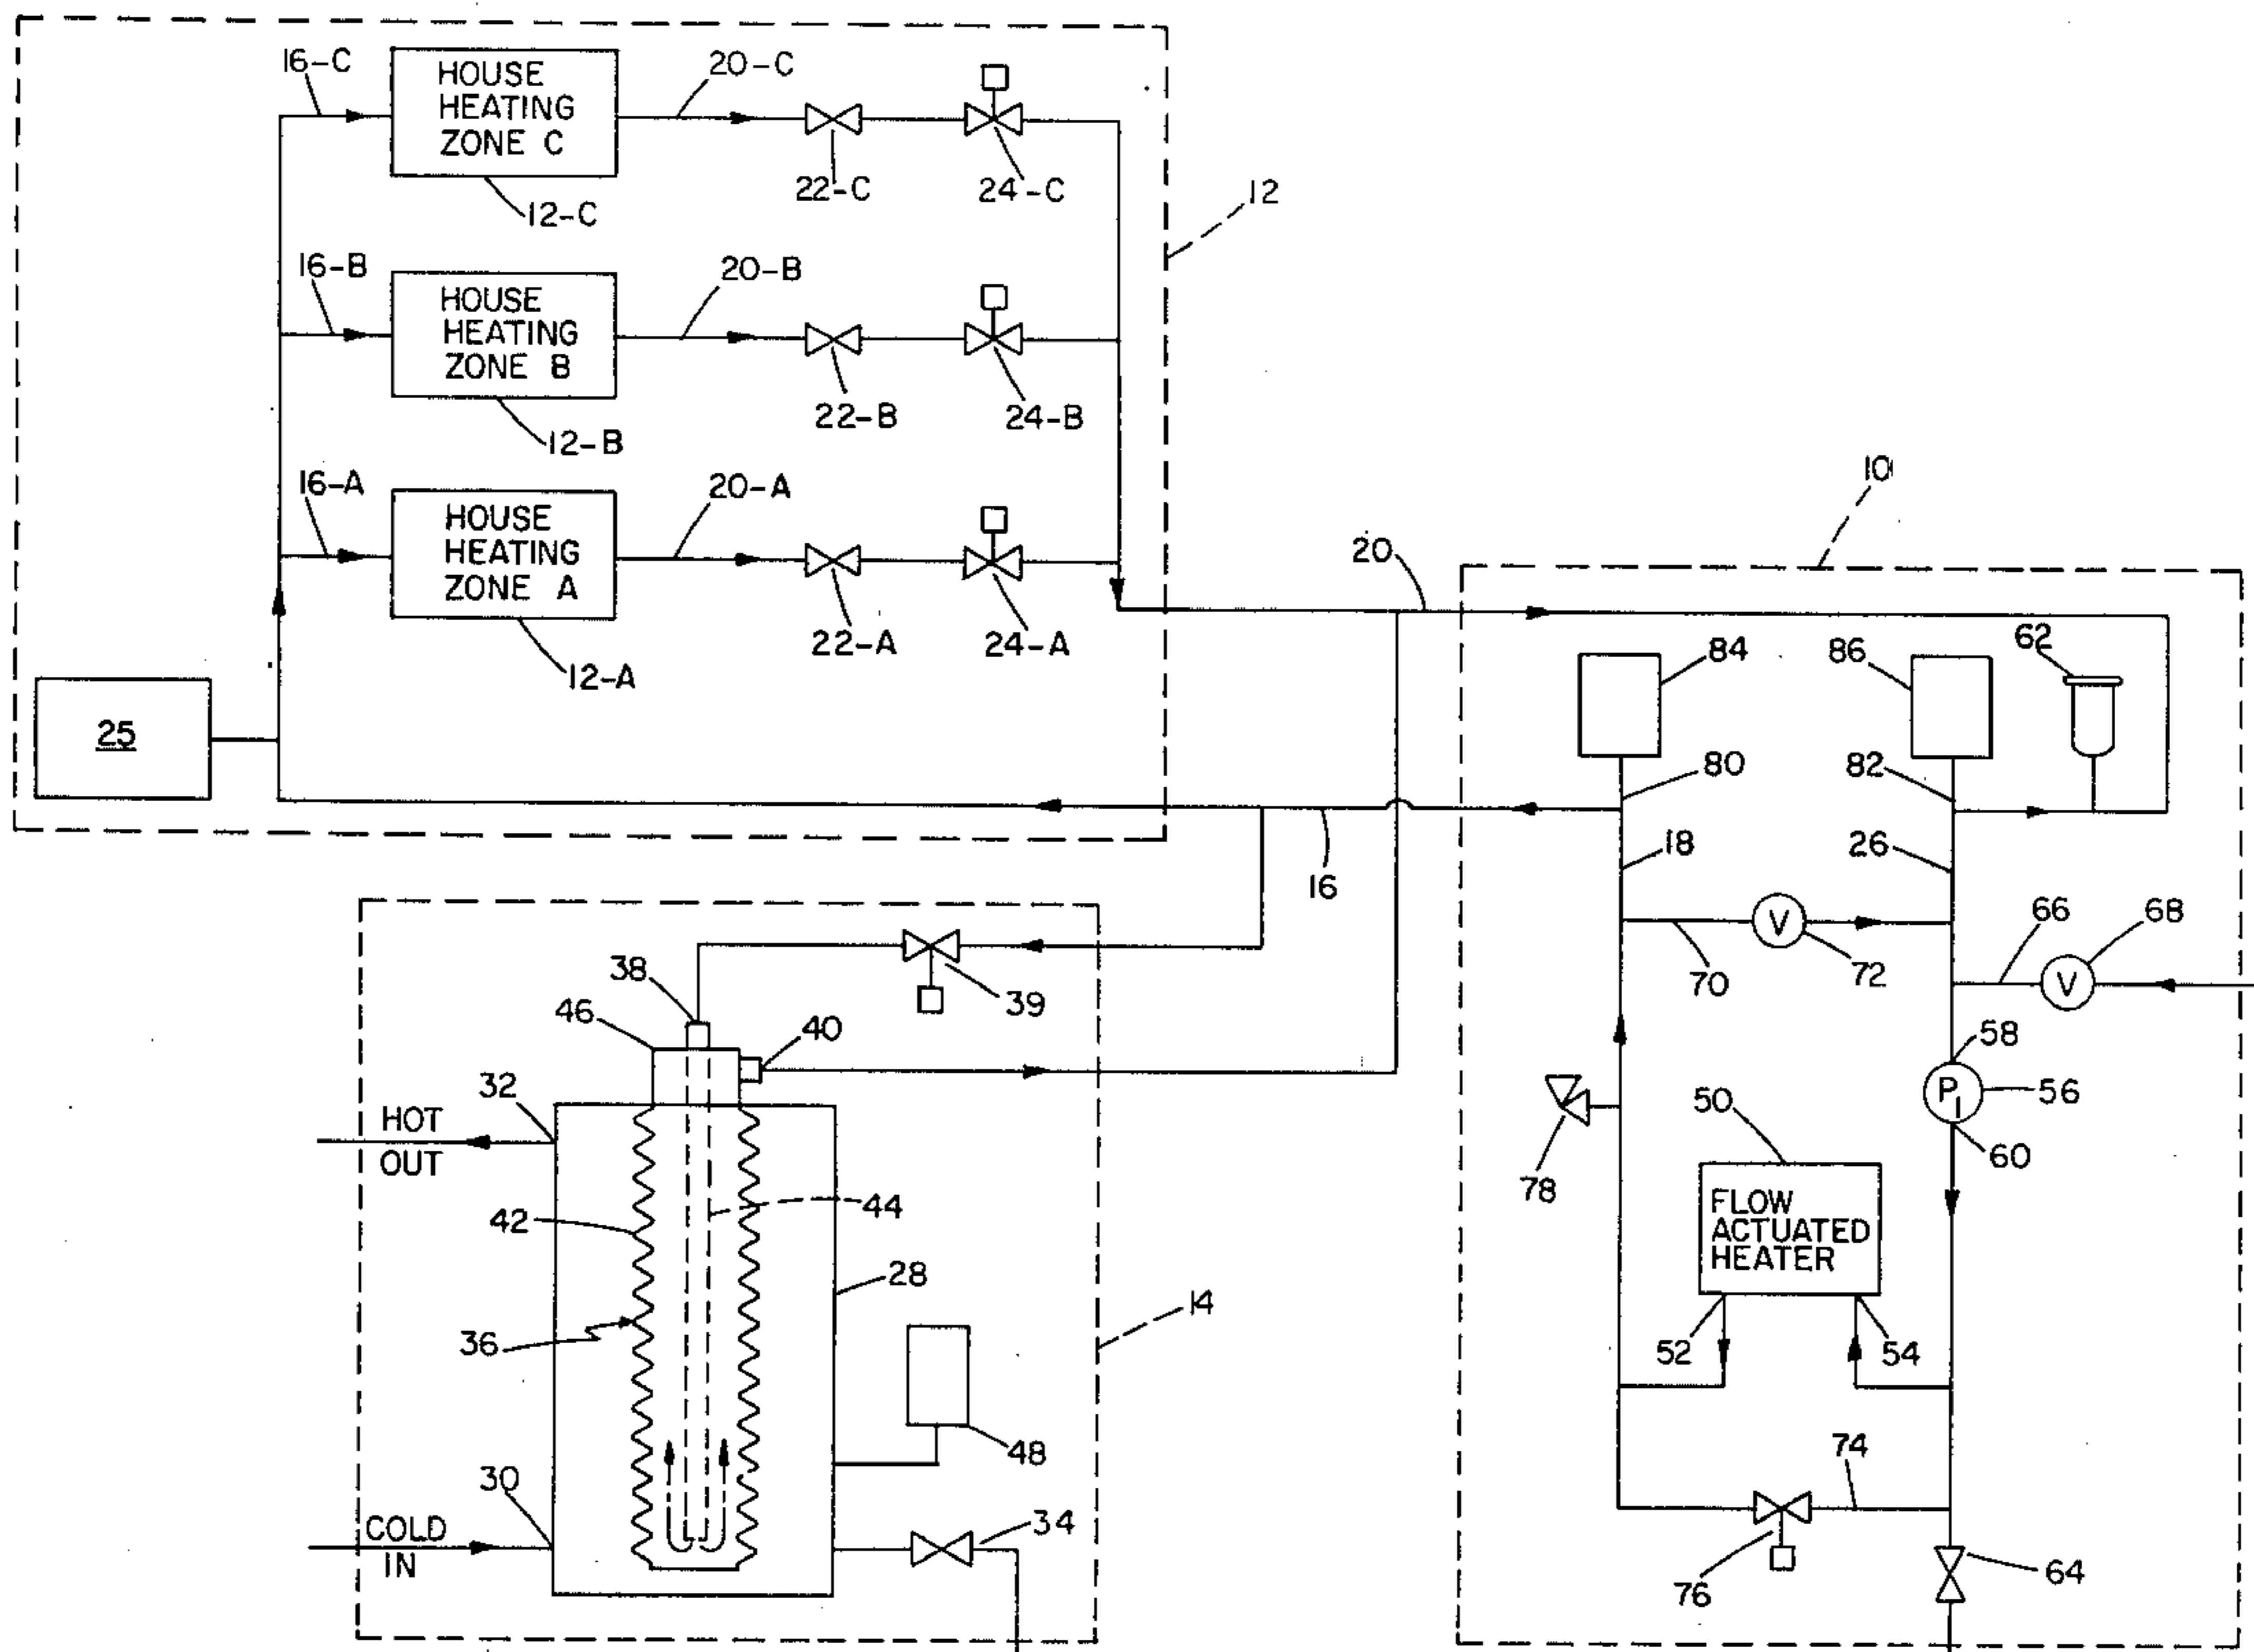 16-C
HOUSE
HEATING
ZONE C
20-C
22-C
24-C
12-C
12
16-B
HOUSE
HEATING
ZONE B
20-B
22-B
24-B
12-B
16-A
HOUSE
HEATING
ZONE A
20-A
22-A
24-A
12-A
25
20
10
84
86
62
80
82
18
26
16
70
V
72
66
V
68
58
P1
56
60
78
50
FLOW
ACTUATED
HEATER
52
54
74
76
64
38
39
46
40
32
HOT
OUT
42
44
28
14
36
48
30
COLD
IN
34